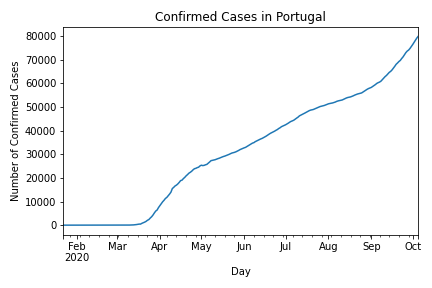 Confirmed Cases in Portugal
80000
70000
60000
50000
40000
30000
20000
10000
0
Number of Confirmed Cases
Feb Mar Apr May Jun Jul Aug Sep Oct
2020
Day